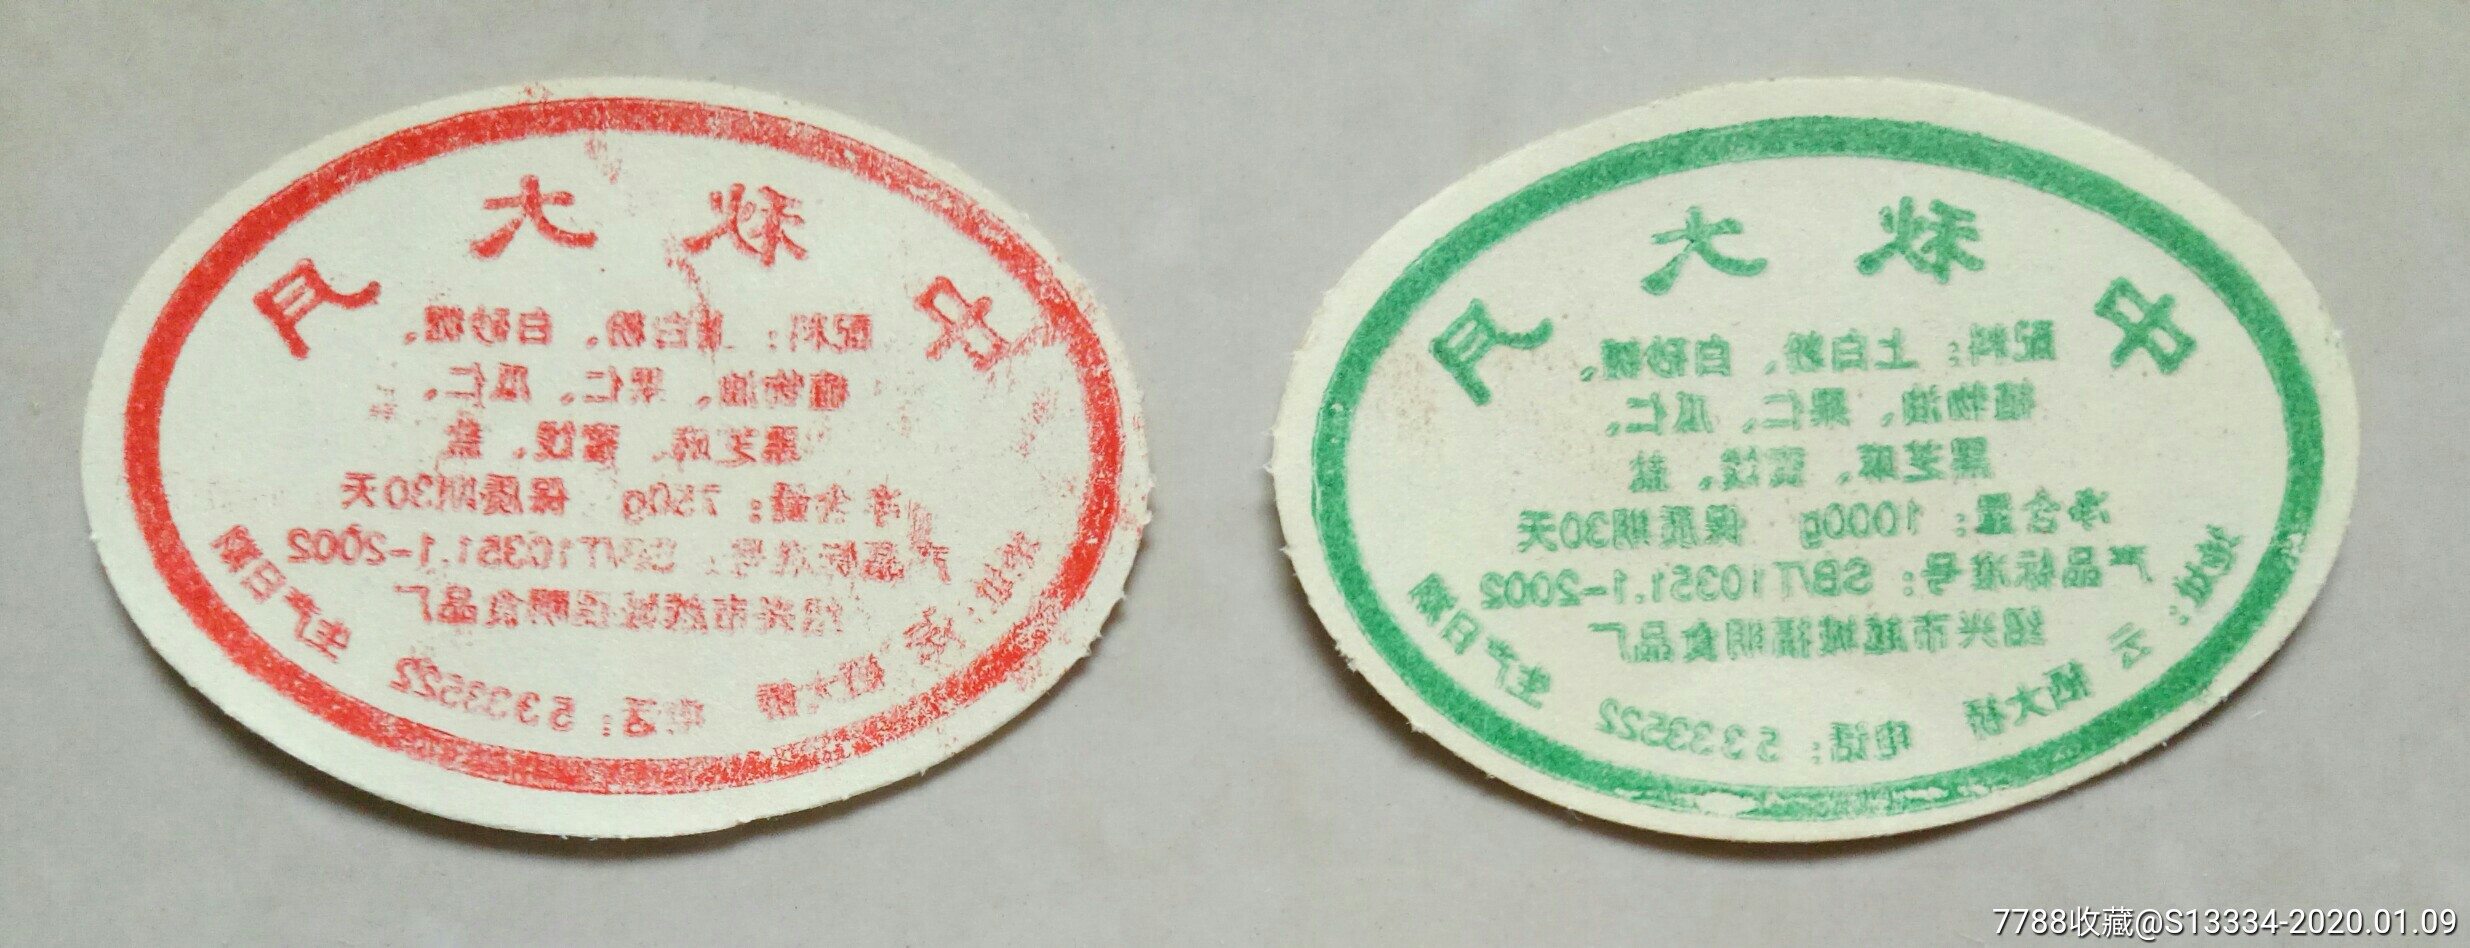 中秋大月
配料：上白粉、白砂糖、
植物油、果仁、瓜仁、
黑芝麻、蜜饯、盐
净含量：750g 保质期30天
产品标准号：SB/T10351.1-2002
绍兴市越城福明食品厂
大桥 电话：5333522 生产日期
中秋大月
配料：上白粉、白砂糖、
植物油、果仁、瓜仁、
黑芝麻、蜜饯、盐
净含量：1000g 保质期30天
产品标准号：SB/T10351.1-2002
绍兴市越城福明食品厂
地址：云栖大桥 电话：5333522 生产日期
7788收藏@S13334-2020.01.09